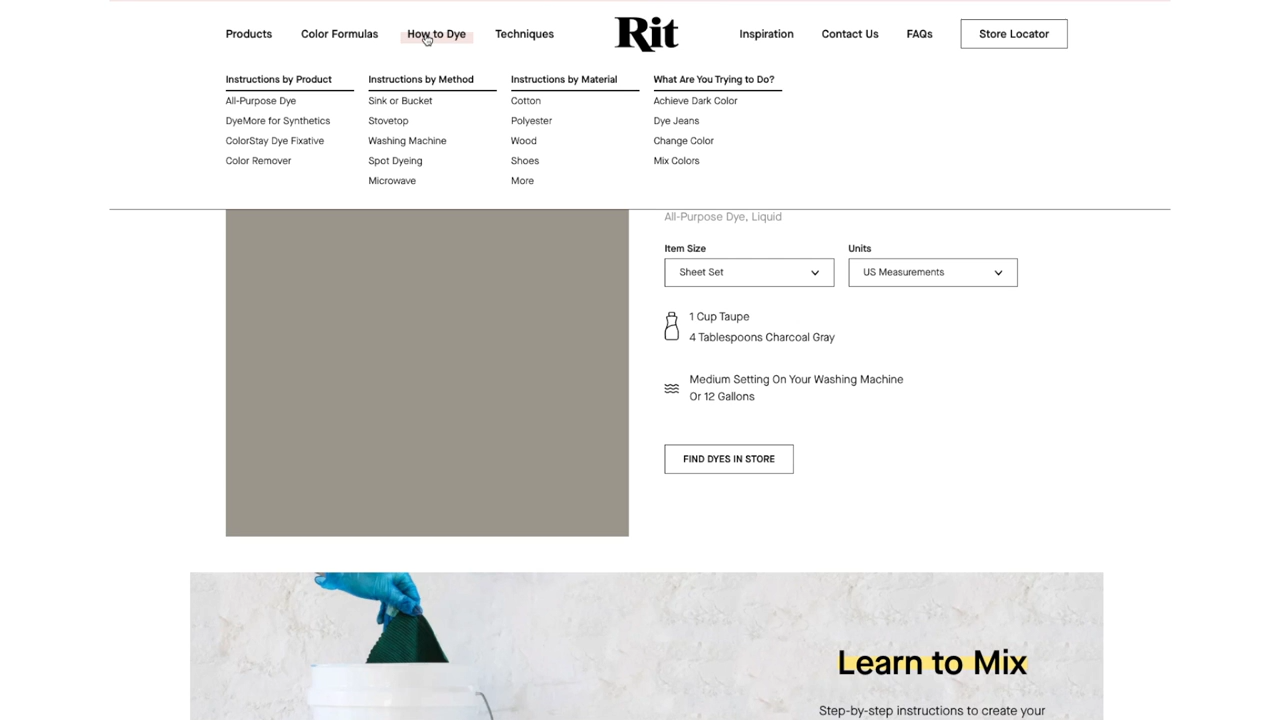 Products Color Formulas How to Dye Techniques Rit Inspiration Contact Us FAQs Store Locator
Instructions by Product
All-Purpose Dye
DyeMore for Synthetics
ColorStay Dye Fixative
Color Remover
Instructions by Method
Sink or Bucket
Stovetop
Washing Machine
Spot Dyeing
Microwave
Instructions by Material
Cotton
Polyester
Wood
Shoes
More
What Are You Trying to Do?
Achieve Dark Color
Dye Jeans
Change Color
Mix Colors
All-Purpose Dye, Liquid
Item Size
Sheet Set
Units
US Measurements
1 Cup Taupe
4 Tablespoons Charcoal Gray
Medium Setting On Your Washing Machine
Or 12 Gallons
FIND DYES IN STORE
Learn to Mix
Step-by-step instructions to create your